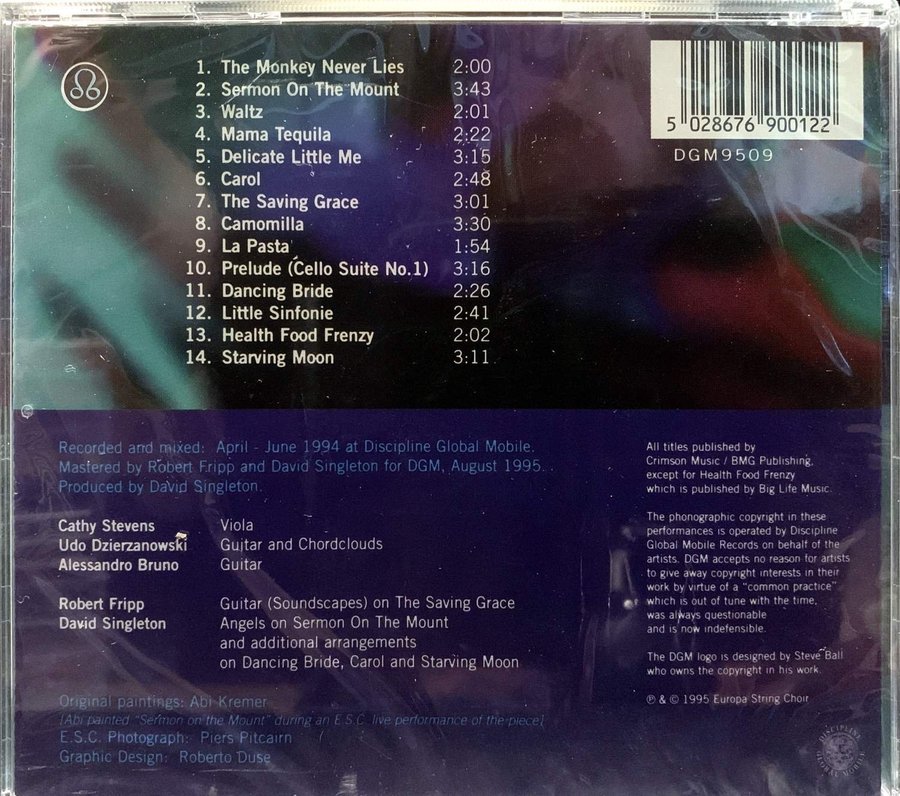 1. The Monkey Never Lies 2:00
2. Sermon On The Mount 3:43
3. Waltz 2:01
4. Mama Tequila 2:22
5. Delicate Little Me 3:15
6. Carol 2:48
7. The Saving Grace 3:01
8. Camomilla 3:30
9. La Pasta 1:54
10. Prelude (Cello Suite No.1) 3:16
11. Dancing Bride 2:26
12. Little Sinfonie 2:41
13. Health Food Frenzy 2:02
14. Starving Moon 3:11
5 028676 900122
DGM9509
Recorded and mixed: April - June 1994 at Discipline Global Mobile.
Mastered by Robert Fripp and David Singleton for DGM, August 1995.
Produced by David Singleton.
Cathy Stevens Viola
Udo Dzierzanowski Guitar and Chordclouds
Alessandro Bruno Guitar
Robert Fripp Guitar (Soundscapes) on The Saving Grace
David Singleton Angels on Sermon On The Mount
and additional arrangements
on Dancing Bride, Carol and Starving Moon
Original paintings: Abi Kremer
[Abi painted "Sermon on the Mount" during an E.S.C. live performance of the piece]
E.S.C. Photograph: Piers Pitcairn
Graphic Design: Roberto Duse
All titles published by
Crimson Music / BMG Publishing,
except for Health Food Frenzy
which is published by Big Life Music.
The phonographic copyright in these
performances is operated by Discipline
Global Mobile Records on behalf of the
artists. DGM accepts no reason for artists
to give away copyright interests in their
work by virtue of a "common practice"
which is out of tune with the time,
was always questionable
and is now indefensible.
The DGM logo is designed by Steve Ball
who owns the copyright in his work.
℗ & © 1995 Europa String Choir
DISCIPLINE
GLOBAL MOBILE